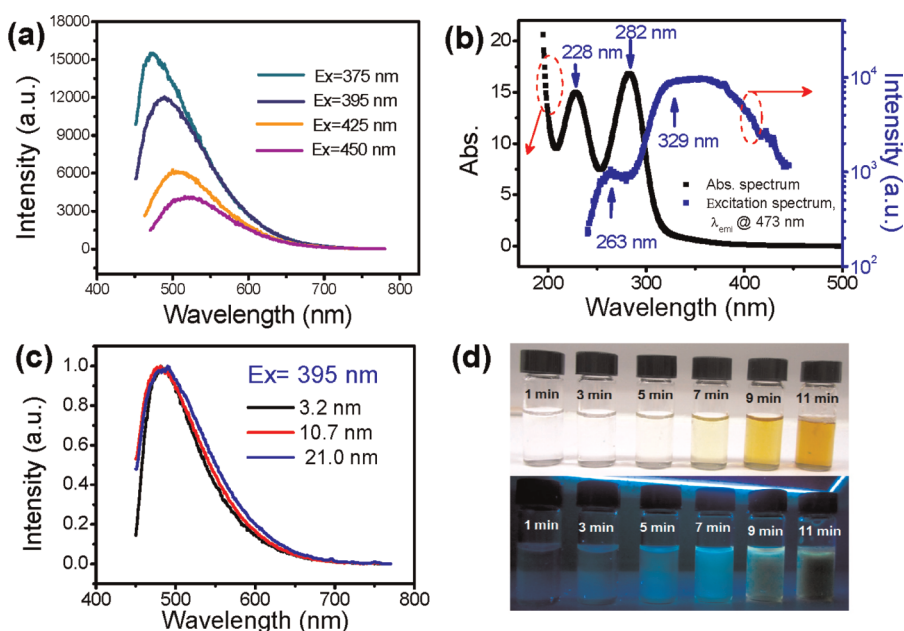 (a)
18000
15000
12000
9000
6000
3000
0
Intensity (a.u.)
Ex=375 nm
Ex=395 nm
Ex=425 nm
Ex=450 nm
400 500 600 700 800
Wavelength (nm)
(b)
20
15
10
5
0
Abs.
228 nm
282 nm
329 nm
263 nm
Abs. spectrum
Excitation spectrum,
λemi @ 473 nm
10⁴
10³
10²
Intensity (a.u.)
200 300 400 500
Wavelength (nm)
(c)
1.0
0.8
0.6
0.4
0.2
0.0
Intensity (a.u.)
Ex= 395 nm
3.2 nm
10.7 nm
21.0 nm
400 500 600 700 800
Wavelength (nm)
(d)
1 min 3 min 5 min 7 min 9 min 11 min
1 min 3 min 5 min 7 min 9 min 11 min